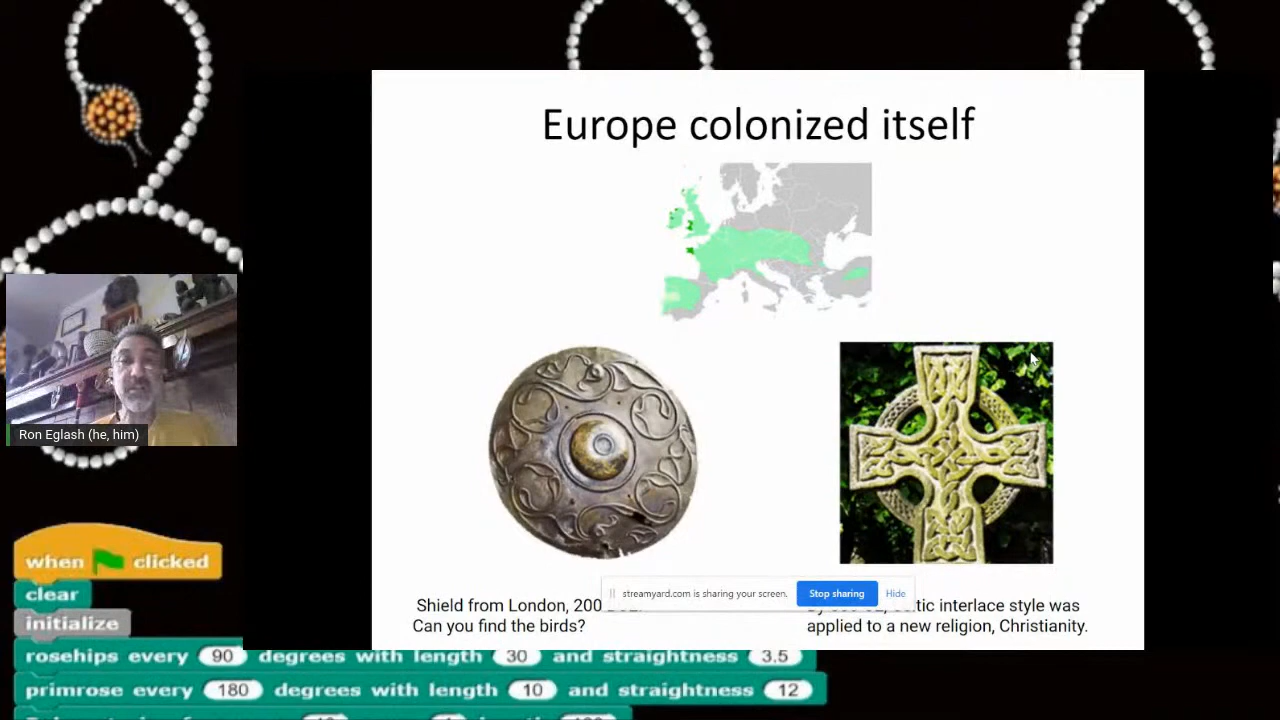 Europe colonized itself
Ron Eglash (he, him)
when clicked
clear
initialize
rosehips every 90 degrees with length 30 and straightness 3.5
primrose every 180 degrees with length 10 and straightness 12
streamyard.com is sharing your screen.
Stop sharing
Hide
Shield from London, 200
Can you find the birds?
interlace style was
applied to a new religion, Christianity.